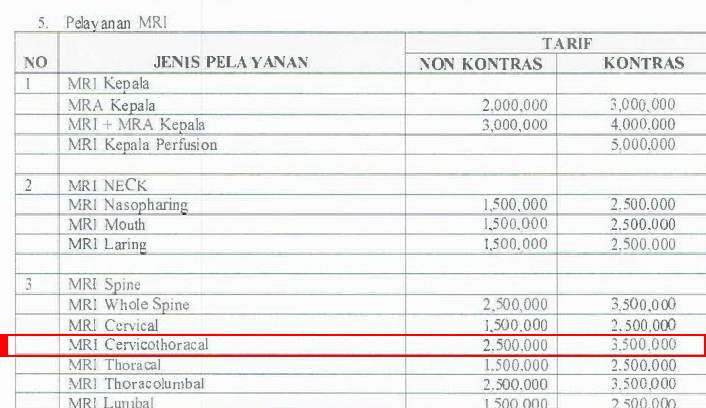 5. Pelayanan MRI
TARIF
NO JENIS PELAYANAN NON KONTRAS KONTRAS
1 MRI Kepala
MRA Kepala 2,000,000 3,000,000
MRI + MRA Kepala 3,000,000 4.000.000
MRI Kepala Perfusion 5,000.000
2 MRI NECK
MRI Nasopharing 1,500,000 2.500.000
MRI Mouth 1,500,000 2.500.000
MRI Laring 1,500,000 2,500.000
3 MRI Spine
MRI Whole Spine 2,500,000 3,500,000
MRI Cervical 1,500,000 2,500,000
MRI Cervicothoracal 2.500,000 3,500,000
MRI Thoracal 1.500.000 2.500.000
MRI Thoracolumbal 2.500.000 3,500,000
MRI Lumbal 1.500.000 2.500.000